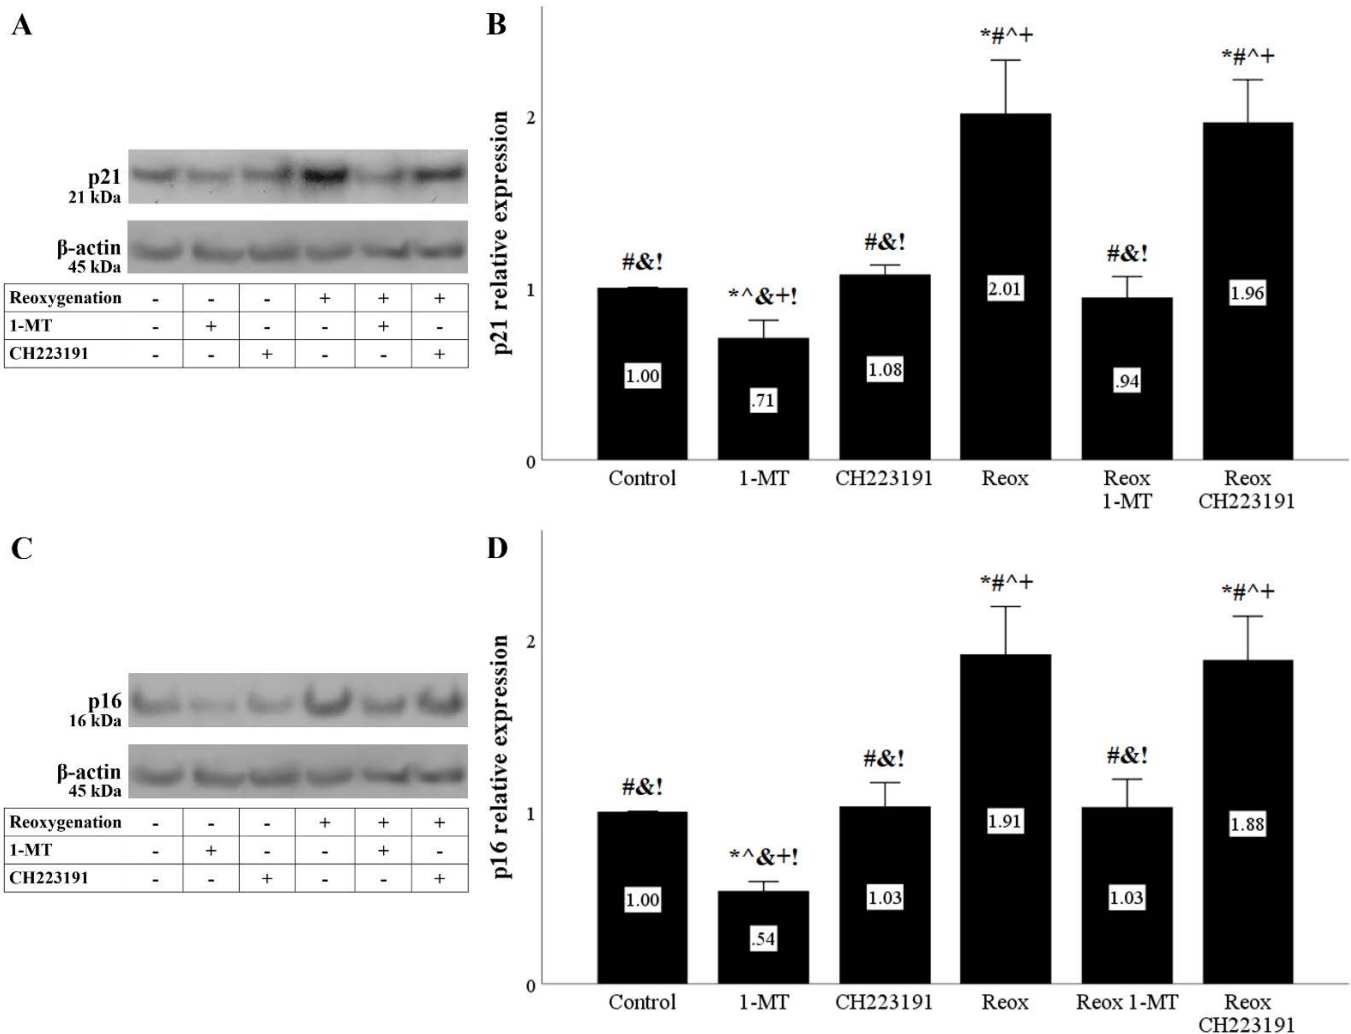 A
p21
21 kDa
β-actin
45 kDa
Reoxygenation - - - + + +
1-MT - + - - + -
CH223191 - - + - - +
B
p21 relative expression
2
1
0
#&!
*^&+!
#&!
*#^+
#&!
*#^+
1.00
.71
1.08
2.01
.94
1.96
Control
1-MT
CH223191
Reox
Reox
1-MT
Reox
CH223191
C
p16
16 kDa
β-actin
45 kDa
Reoxygenation - - - + + +
1-MT - + - - + -
CH223191 - - + - - +
D
p16 relative expression
2
1
0
#&!
*^&+!
#&!
*#^+
#&!
*#^+
1.00
.54
1.03
1.91
1.03
1.88
Control
1-MT
CH223191
Reox
Reox 1-MT
Reox
CH223191